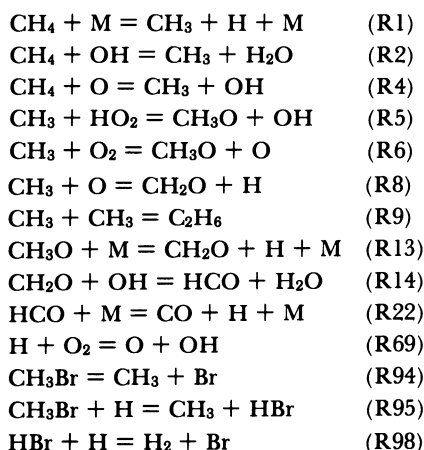 CH₄ + M = CH₃ + H + M (R1)
CH₄ + OH = CH₃ + H₂O (R2)
CH₄ + O = CH₃ + OH (R4)
CH₃ + HO₂ = CH₃O + OH (R5)
CH₃ + O₂ = CH₃O + O (R6)
CH₃ + O = CH₂O + H (R8)
CH₃ + CH₃ = C₂H₆ (R9)
CH₃O + M = CH₂O + H + M (R13)
CH₂O + OH = HCO + H₂O (R14)
HCO + M = CO + H + M (R22)
H + O₂ = O + OH (R69)
CH₃Br = CH₃ + Br (R94)
CH₃Br + H = CH₃ + HBr (R95)
HBr + H = H₂ + Br (R98)